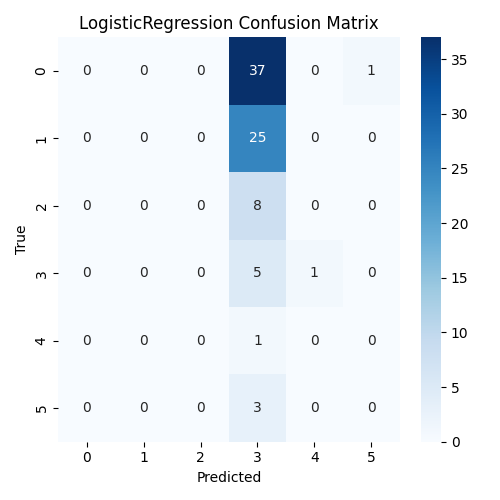 LogisticRegression Confusion Matrix
True
0 0 0 0 37 0 1
1 0 0 0 25 0 0
2 0 0 0 8 0 0
3 0 0 0 5 1 0
4 0 0 0 1 0 0
5 0 0 0 3 0 0
0 1 2 3 4 5
Predicted
35
30
25
20
15
10
5
0